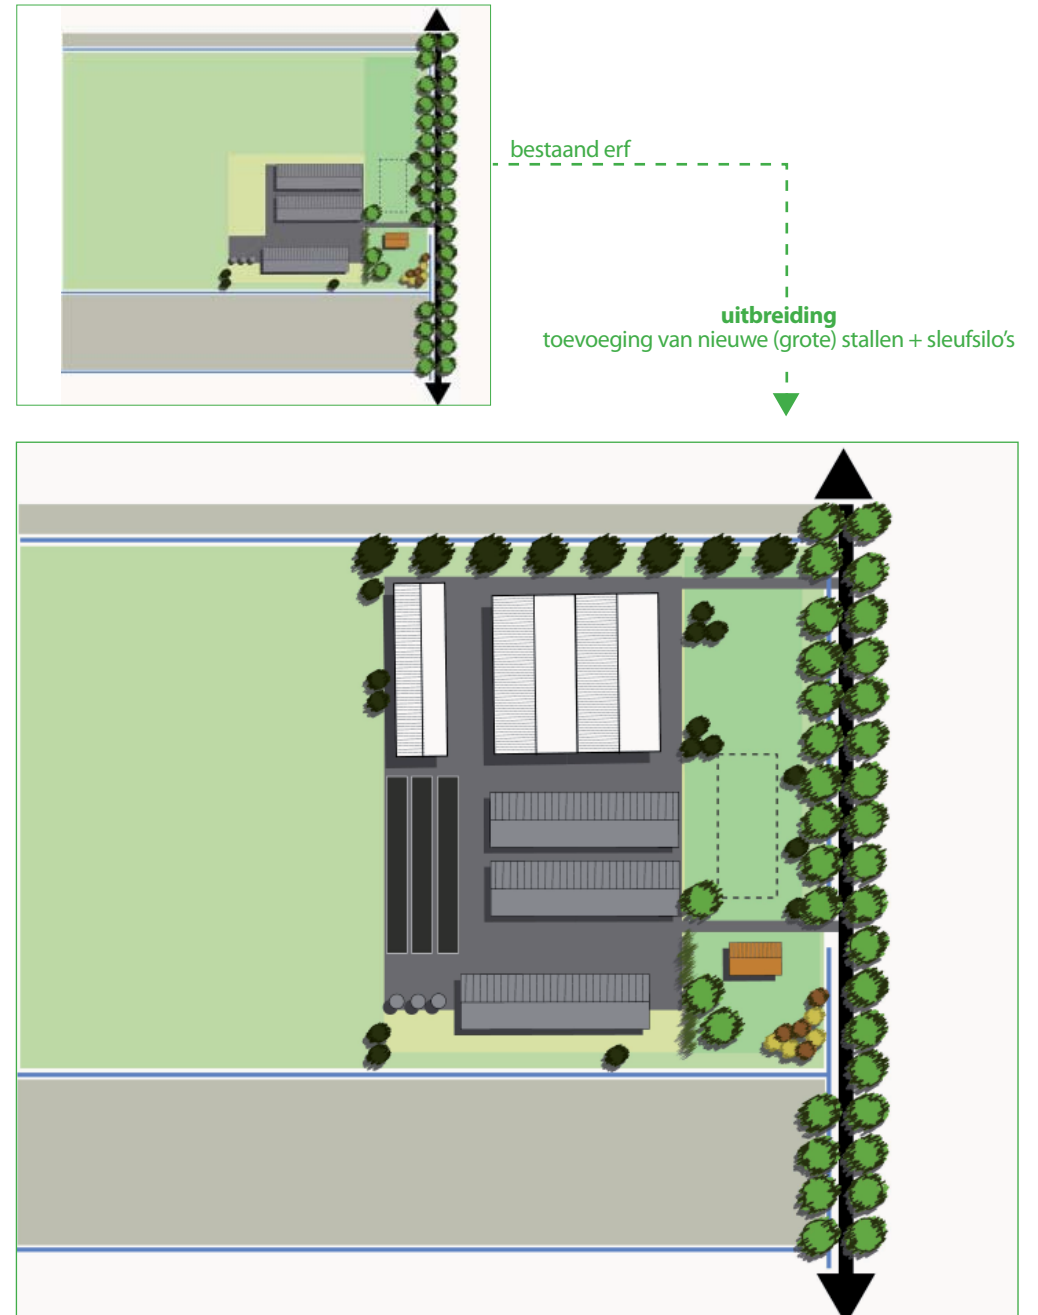 bestaand erf
uitbreiding
toevoeging van nieuwe (grote) stallen + sleufsilo's